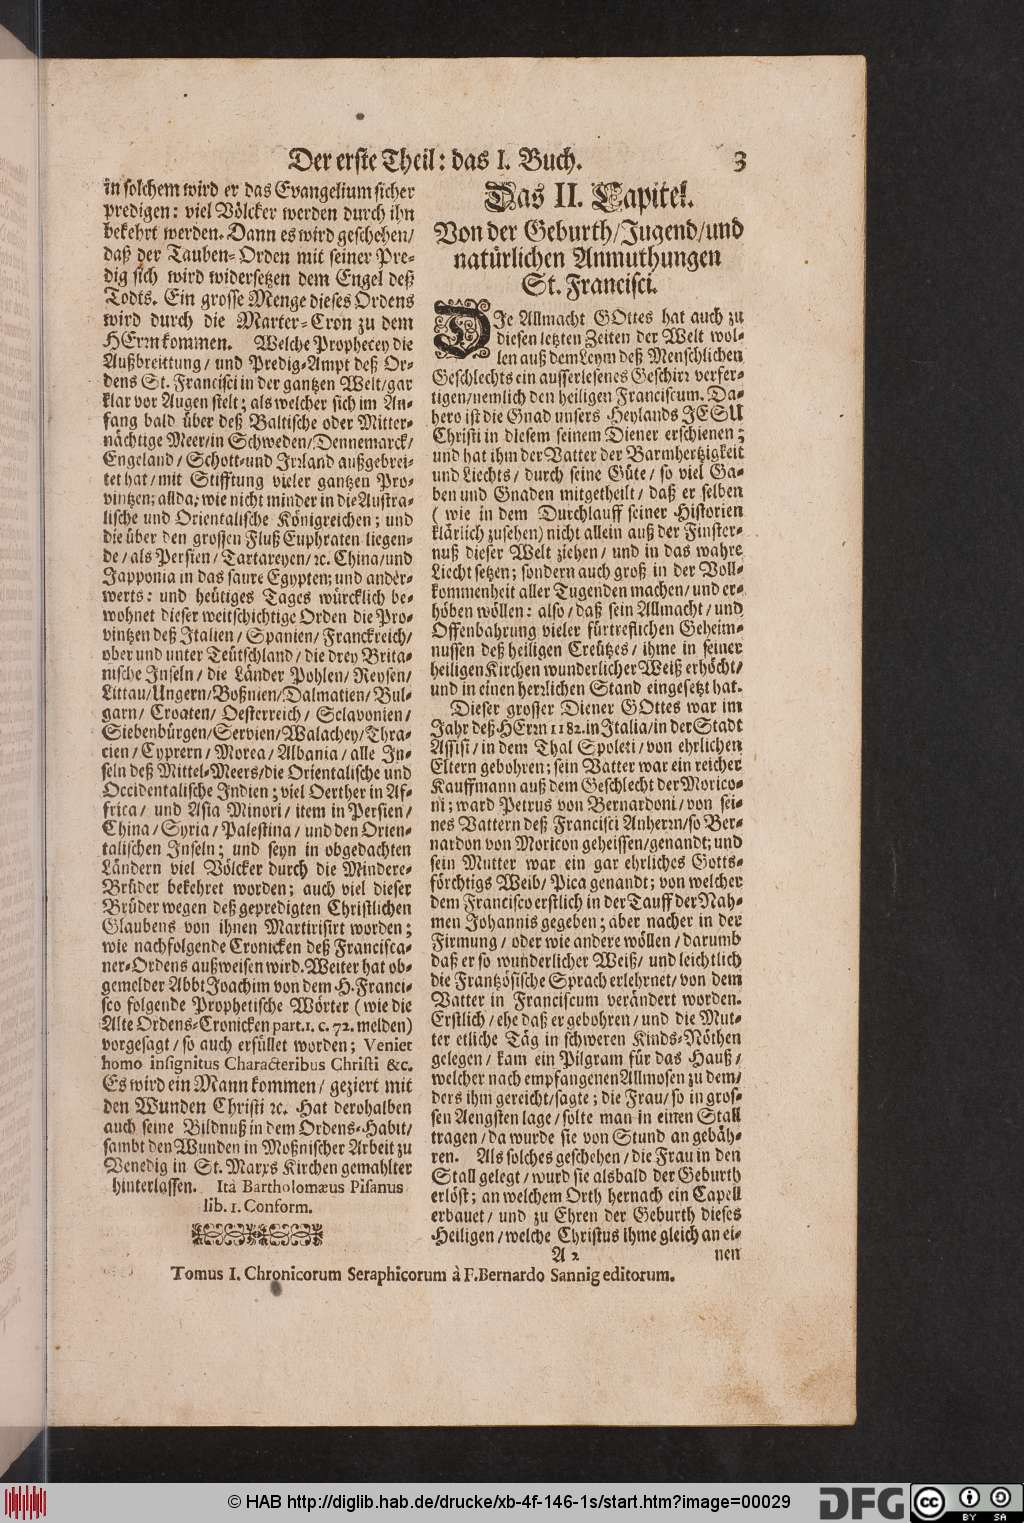 Der erste Theil: das I. Buch. 3
in solchem wird er das Evangelium sicher
predigen: viel Völcker werden durch ihn
bekehrt werden. Dann es wird geschehen/
daß der Tauben-Orden mit seiner Pre-
dig sich wird widersetzen dem Engel deß
Todts. Ein grosse Menge dieses Ordens
wird durch die Marter-Cron zu dem
HErrn kommen. Welche Prophecey die
Außbreittung/ und Predig-Ampt deß Or-
dens St. Francisci in der gantzen Welt/ gar
klar vor Augen stelt; als welcher sich im An-
fang bald über deß Baltische oder Mitter-
nächtige Meer/ in Schweden/ Dennemarck/
Engeland/ Schott-und Irrland außgebrei-
tet hat/ mit Stifftung vieler gantzen Pro-
vintzen: allda; wie nicht minder in die Austra-
lische und Orientalische Königreichen; und
die über den grossen Fluß Euphraten liegen-
de/ als Persien/ Tartareyen/ ꝛc. China/ und
Japponia in das saure Egypten; und ander-
werts: und heütiges Tages würcklich be-
wohnet dieser weitschichtige Orden die Pro-
vintzen deß Italien/ Spanien/ Franckreich/
ober und unter Teütschland/ die drey Brita-
nische Inseln/ die Länder Pohlen/ Reysen/
Littau/ Ungern/ Boßnien/ Dalmatien/ Bul-
garn/ Croaten/ Oesterreich/ Sclavonien/
Siebenbürgen/ Servien/ Walachey/ Thra-
cien/ Cyprern/ Morea/ Albania/ alle In-
seln deß Mittel-Meers/ die Orientalische und
Occidentalische Indien; viel Oerther in Af-
frica/ und Asia Minori/ item in Persien/
China/ Syria/ Palestina/ und den Orien-
talischen Inseln; und seyn in obgedachten
Ländern viel Völcker durch die Mindere-
Brüder bekehret worden; auch viel dieser
Brüder wegen deß gepredigten Christlichen
Glaubens von ihnen Martirisirt worden;
wie nachfolgende Cronicken deß Francisca-
ner-Ordens außweisen wird. Weiter hat ob-
gemelder Abbt Joachim von dem H. Franci-
sco folgende Prophetische Wörter (wie die
Alte Ordens-Cronicken part. 1. c. 72. melden)
vorgesagt/ so auch erfüllet worden; Veniet
homo insignitus Characteribus Christi &c.
Es wird ein Mann kommen/ geziert mit
den Wunden Christi ꝛc. Hat derohalben
auch seine Bildnuß in dem Ordens-Habit/
sambt den Wunden in Moßnischer Arbeit zu
Venedig in St. Marxs Kirchen gemahlter
hinterlassen. Ità Bartholomæus Pisanus
lib. 1. Conform.
Das II. Capitel.
Von der Geburth/ Jugend/ und
natürlichen Anmuthungen
St. Francisci.
DIe Allmacht GOttes hat auch zu
diesen letzten Zeiten der Welt wol-
len auß dem Leym deß Menschlichen
Geschlechts ein ausserlesenes Geschirr verfer-
tigen/ nemlich den heiligen Franciscum. Da-
hero ist die Gnad unsers Heylands JESU
Christi in diesem seinem Diener erschienen;
und hat ihm der Vatter der Barmhertzigkeit
und Liechts/ durch seine Güte/ so viel Ga-
ben und Gnaden mitgetheilt/ daß er selben
(wie in dem Durchlauff seiner Historien
klärlich zusehen) nicht allein auß der Finster-
nuß dieser Welt ziehen/ und in das wahre
Liecht setzen; sondern auch groß in der Voll-
kommenheit aller Tugenden machen/ und er-
höben wöllen: also/ daß sein Allmacht/ und
Offenbahrung vieler fürtreflichen Geheim-
nussen deß heiligen Creützes/ ihme in seiner
heiligen Kirchen wunderlicher Weiß erhöcht/
und in einen herrlichen Stand eingesetzt hat.
Dieser grosser Diener GOttes war im
Jahr deß HErrn 1182. in Italia/ in der Stadt
Assisi/ in dem Thal Spoleti/ von ehrlichen
Eltern gebohren; sein Vatter war ein reicher
Kauffmann auß dem Geschlecht der Morico-
ni; ward Petrus von Bernardoni/ von sei-
nes Vattern deß Francisci Anherrn/ so Ber-
nardon von Moricon geheissen/ genandt; und
sein Mutter war ein gar ehrliches Gotts-
förchtigs Weib/ Pica genandt; von welcher
dem Francisco erstlich in der Tauff der Nah-
men Johannis gegeben; aber nacher in der
Firmung/ oder wie andere wöllen/ darumb
daß er so wunderlicher Weiß/ und leichtlich
die Frantzösische Sprach erlehrnet/ von dem
Vatter in Franciscum verändert worden.
Erstlich/ ehe daß er gebohren/ und die Mut-
ter etliche Täg in schweren Kinds-Nöthen
gelegen/ kam ein Pilgram für das Hauß/
welcher nach empfangenen Allmosen zu dem/
ders ihm gereicht/ sagte; die Frau/ so in gros-
sen Aengsten lage/ solte man in einen Stall
tragen/ da wurde sie von Stund an gebäh-
ren. Als solches geschehen/ die Frau in den
Stall gelegt/ wurd sie alsbald der Geburth
erlöst; an welchem Orth hernach ein Capell
erbauet/ und zu Ehren der Geburth dieses
Heiligen/ welche Christus ihme gleich an ei-
A 2 nen
Tomus I. Chronicorum Seraphicorum à F. Bernardo Sannig editorum.
© HAB http://diglib.hab.de/drucke/xb-4f-146-1s/start.htm?image=00029
DFG
cc BY SA